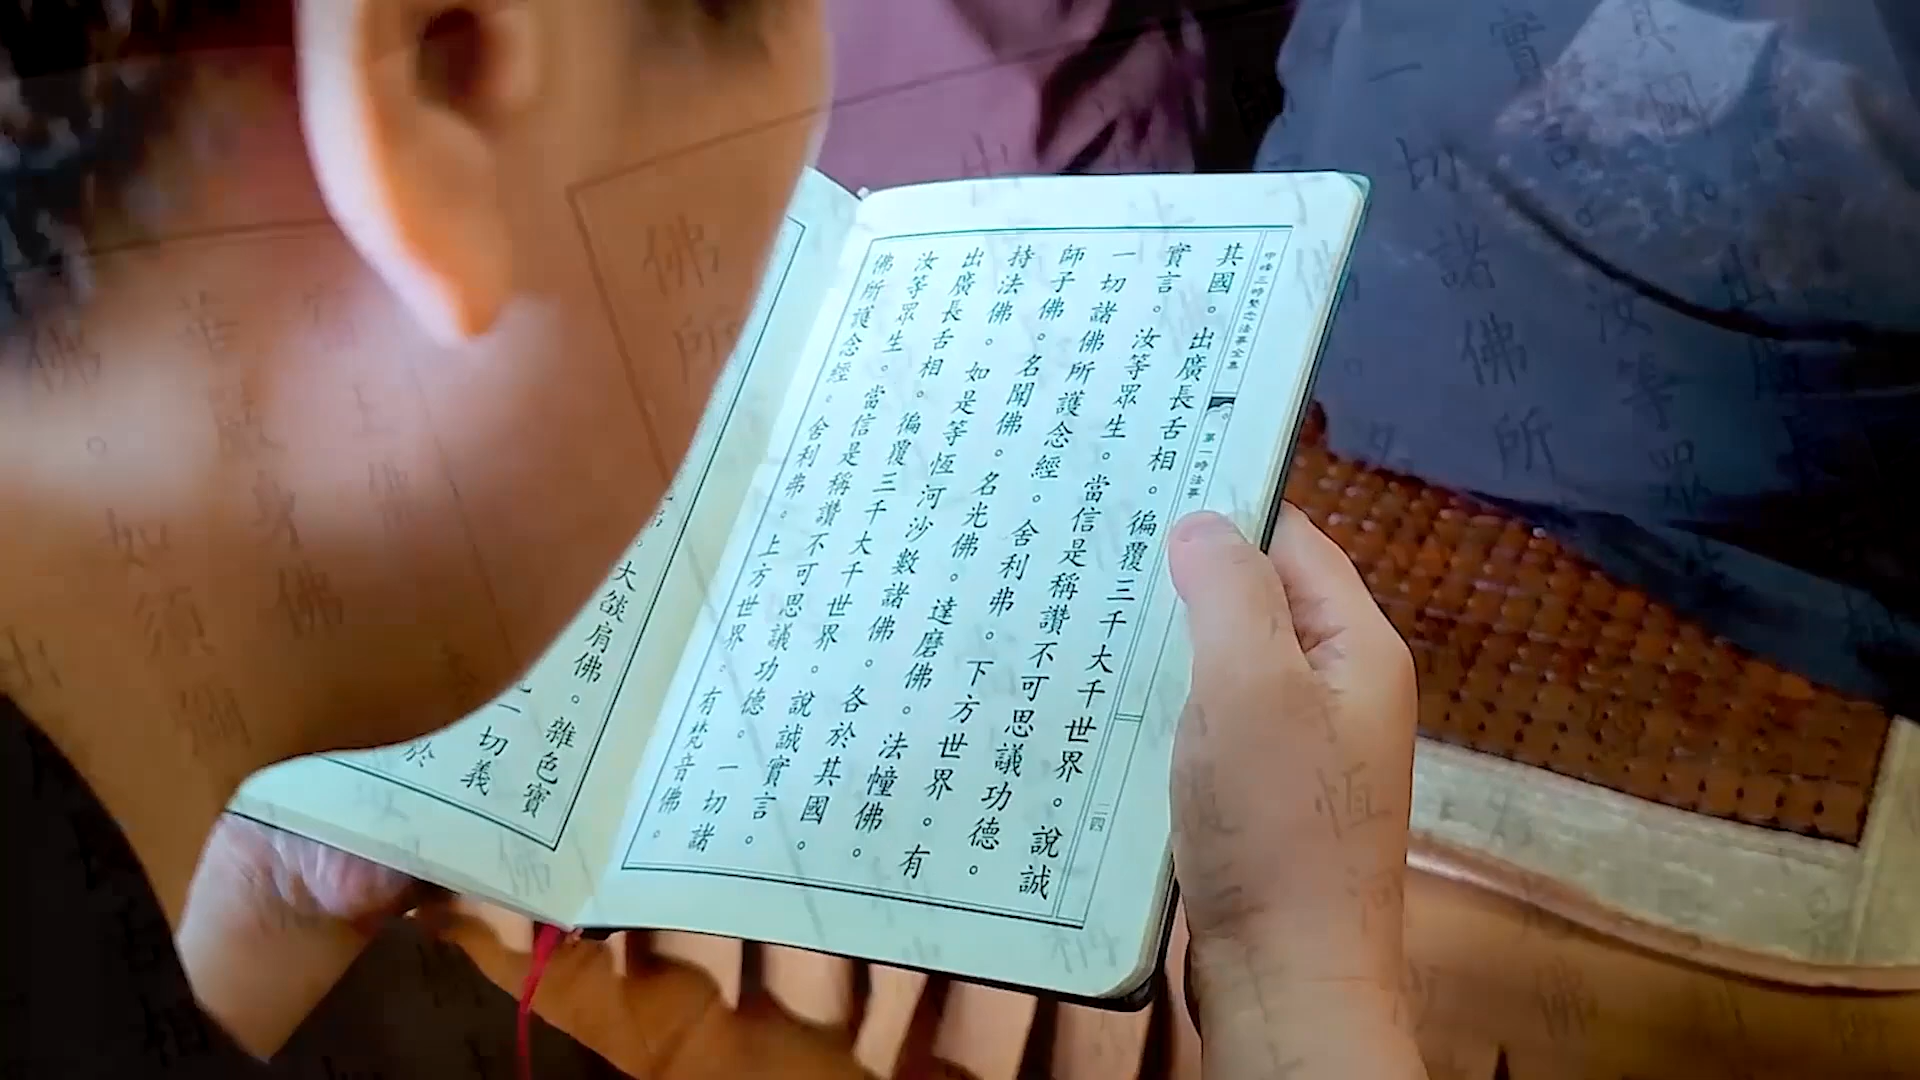 中峰三時繫念法事全集 第一時法事 二四
其國。出廣長舌相。徧覆三千大千世界。說誠
實言。汝等眾生。當信是稱讚不可思議功德。
一切諸佛所護念經。舍利弗。下方世界。有
師子佛。名聞佛。名光佛。達磨佛。法幢佛。
持法佛。如是等恆河沙數諸佛。各於其國。
出廣長舌相。徧覆三千大千世界。說誠實言。
汝等眾生。當信是稱讚不可思議功德。一切諸
佛所護念經。舍利弗。上方世界。有梵音佛。
大燄肩佛。雜色寶
一切義
於